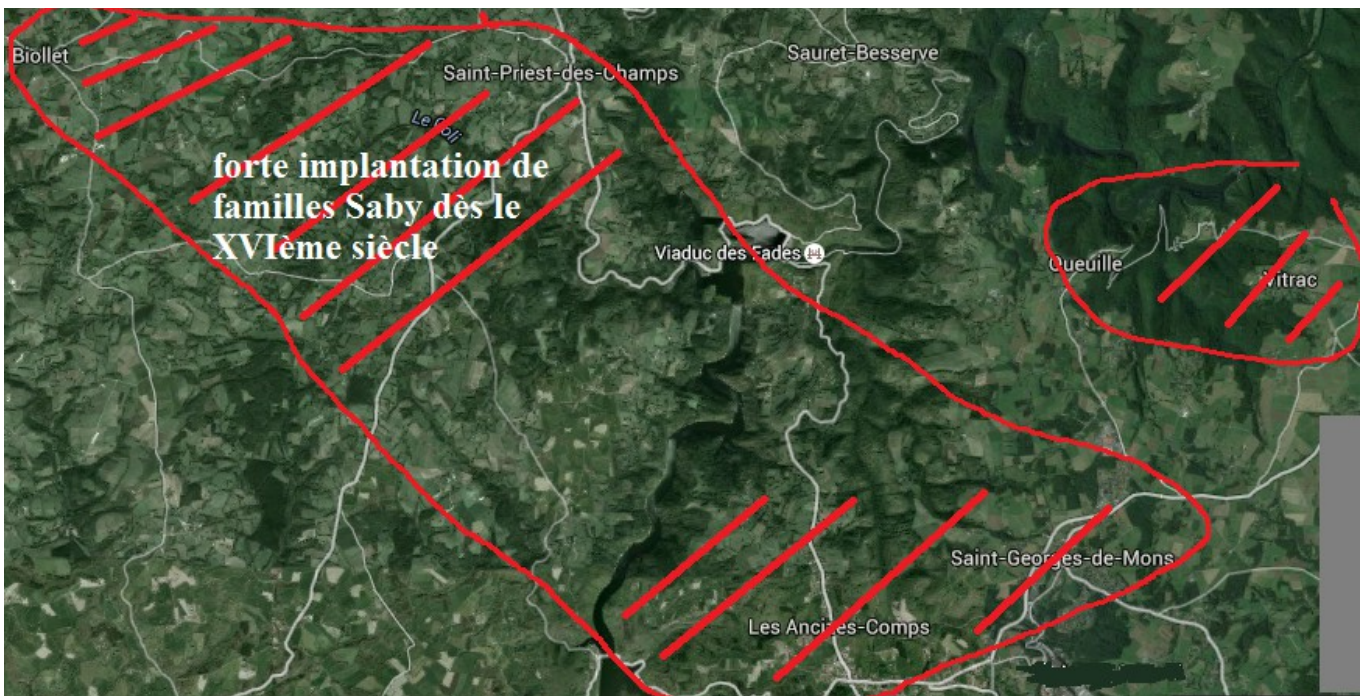 Biollet
Saint-Priest-des-Champs
Sauret-Besserve
Le Coli
forte implantation de
familles Saby dès le
XVIème siècle
Viaduc des Fades
Queuille
Vitrac
Saint-Georges-de-Mons
Les Ancizes-Comps